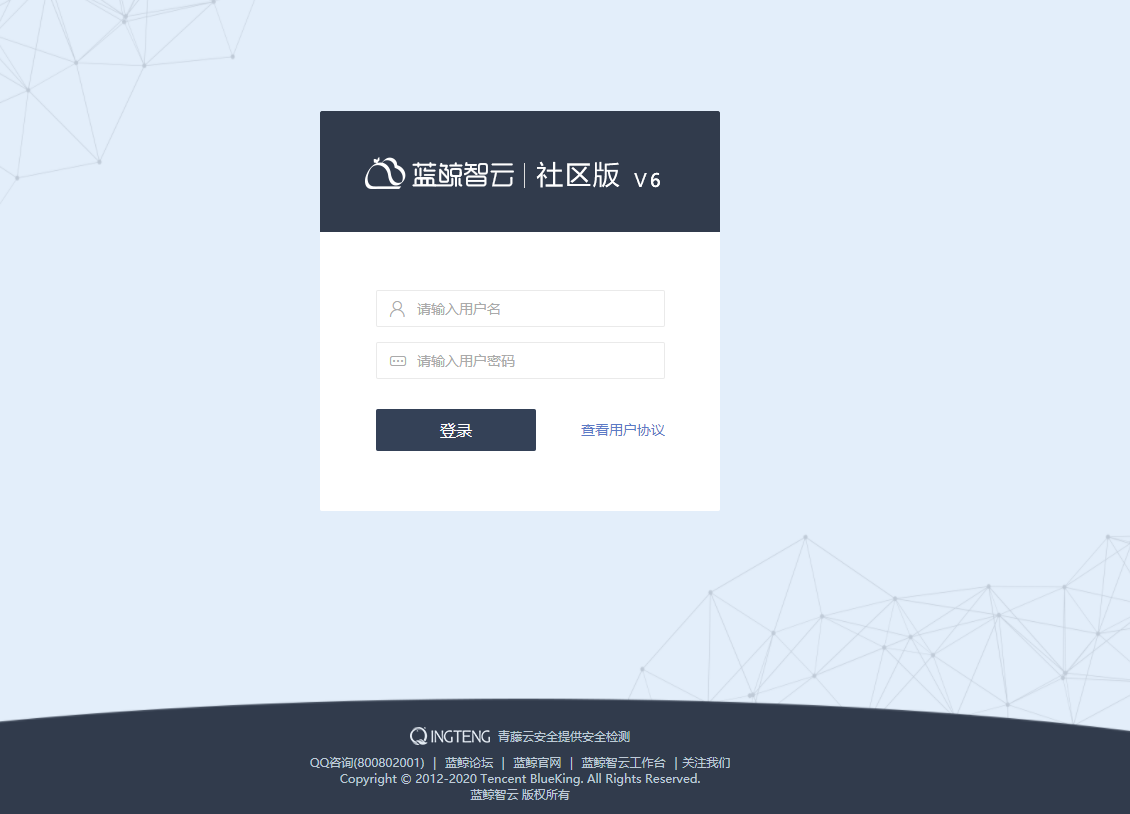 蓝鲸智云|社区版 V6
请输入用户名
请输入用户密码
登录 查看用户协议
QINGTENG 青藤云安全提供安全检测
QQ咨询(800802001) | 蓝鲸论坛 | 蓝鲸官网 | 蓝鲸智云工作台 | 关注我们
Copyright © 2012-2020 Tencent BlueKing. All Rights Reserved.
蓝鲸智云 版权所有